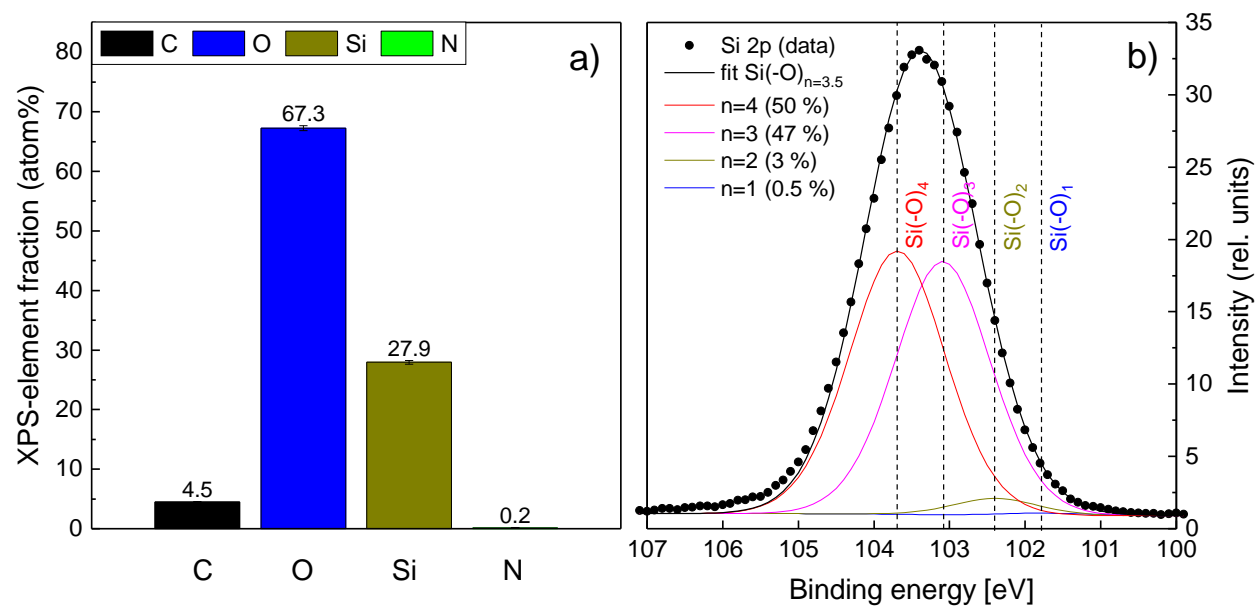 C O Si N
a)
XPS-element fraction (atom%)
80
70
60
50
40
30
20
10
0
4.5
67.3
27.9
0.2
C O Si N
b)
Si 2p (data)
fit Si(-O)n=3.5
n=4 (50 %)
n=3 (47 %)
n=2 (3 %)
n=1 (0.5 %)
Si(-O)4
Si(-O)3
Si(-O)2
Si(-O)1
35
30
25
20
15
10
5
0
Intensity (rel. units)
107 106 105 104 103 102 101 100
Binding energy [eV]